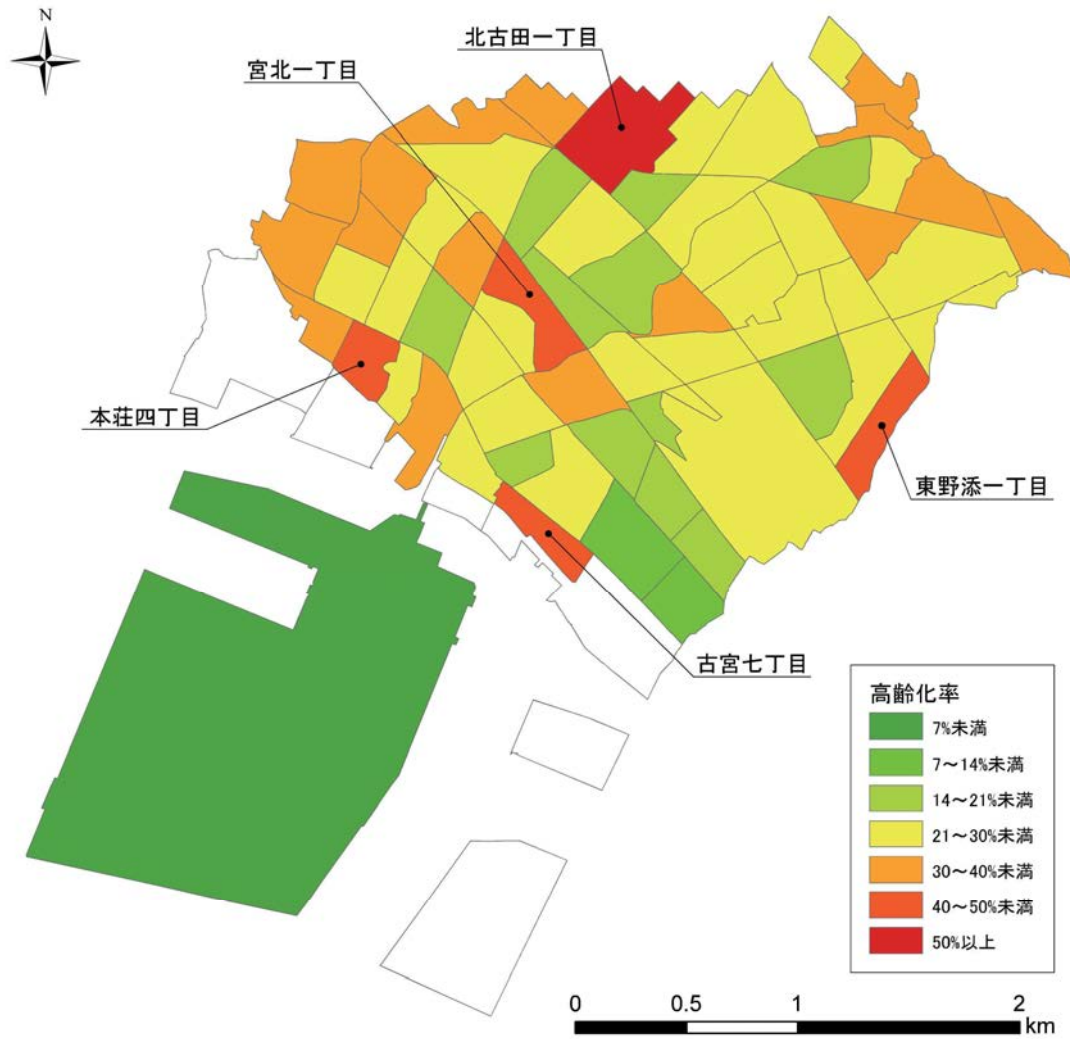 N
北古田一丁目
宮北一丁目
本荘四丁目
東野添一丁目
古宮七丁目
高齢化率
7%未満
7～14%未満
14～21%未満
21～30%未満
30～40%未満
40～50%未満
50%以上
0 0.5 1 2
km